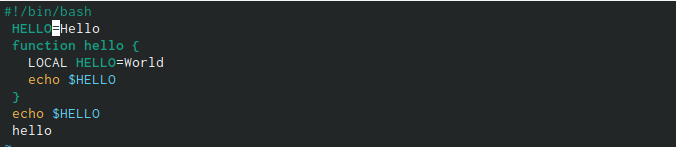 #!/bin/bash
HELLO=Hello
function hello {
LOCAL HELLO=World
echo $HELLO
}
echo $HELLO
hello
~